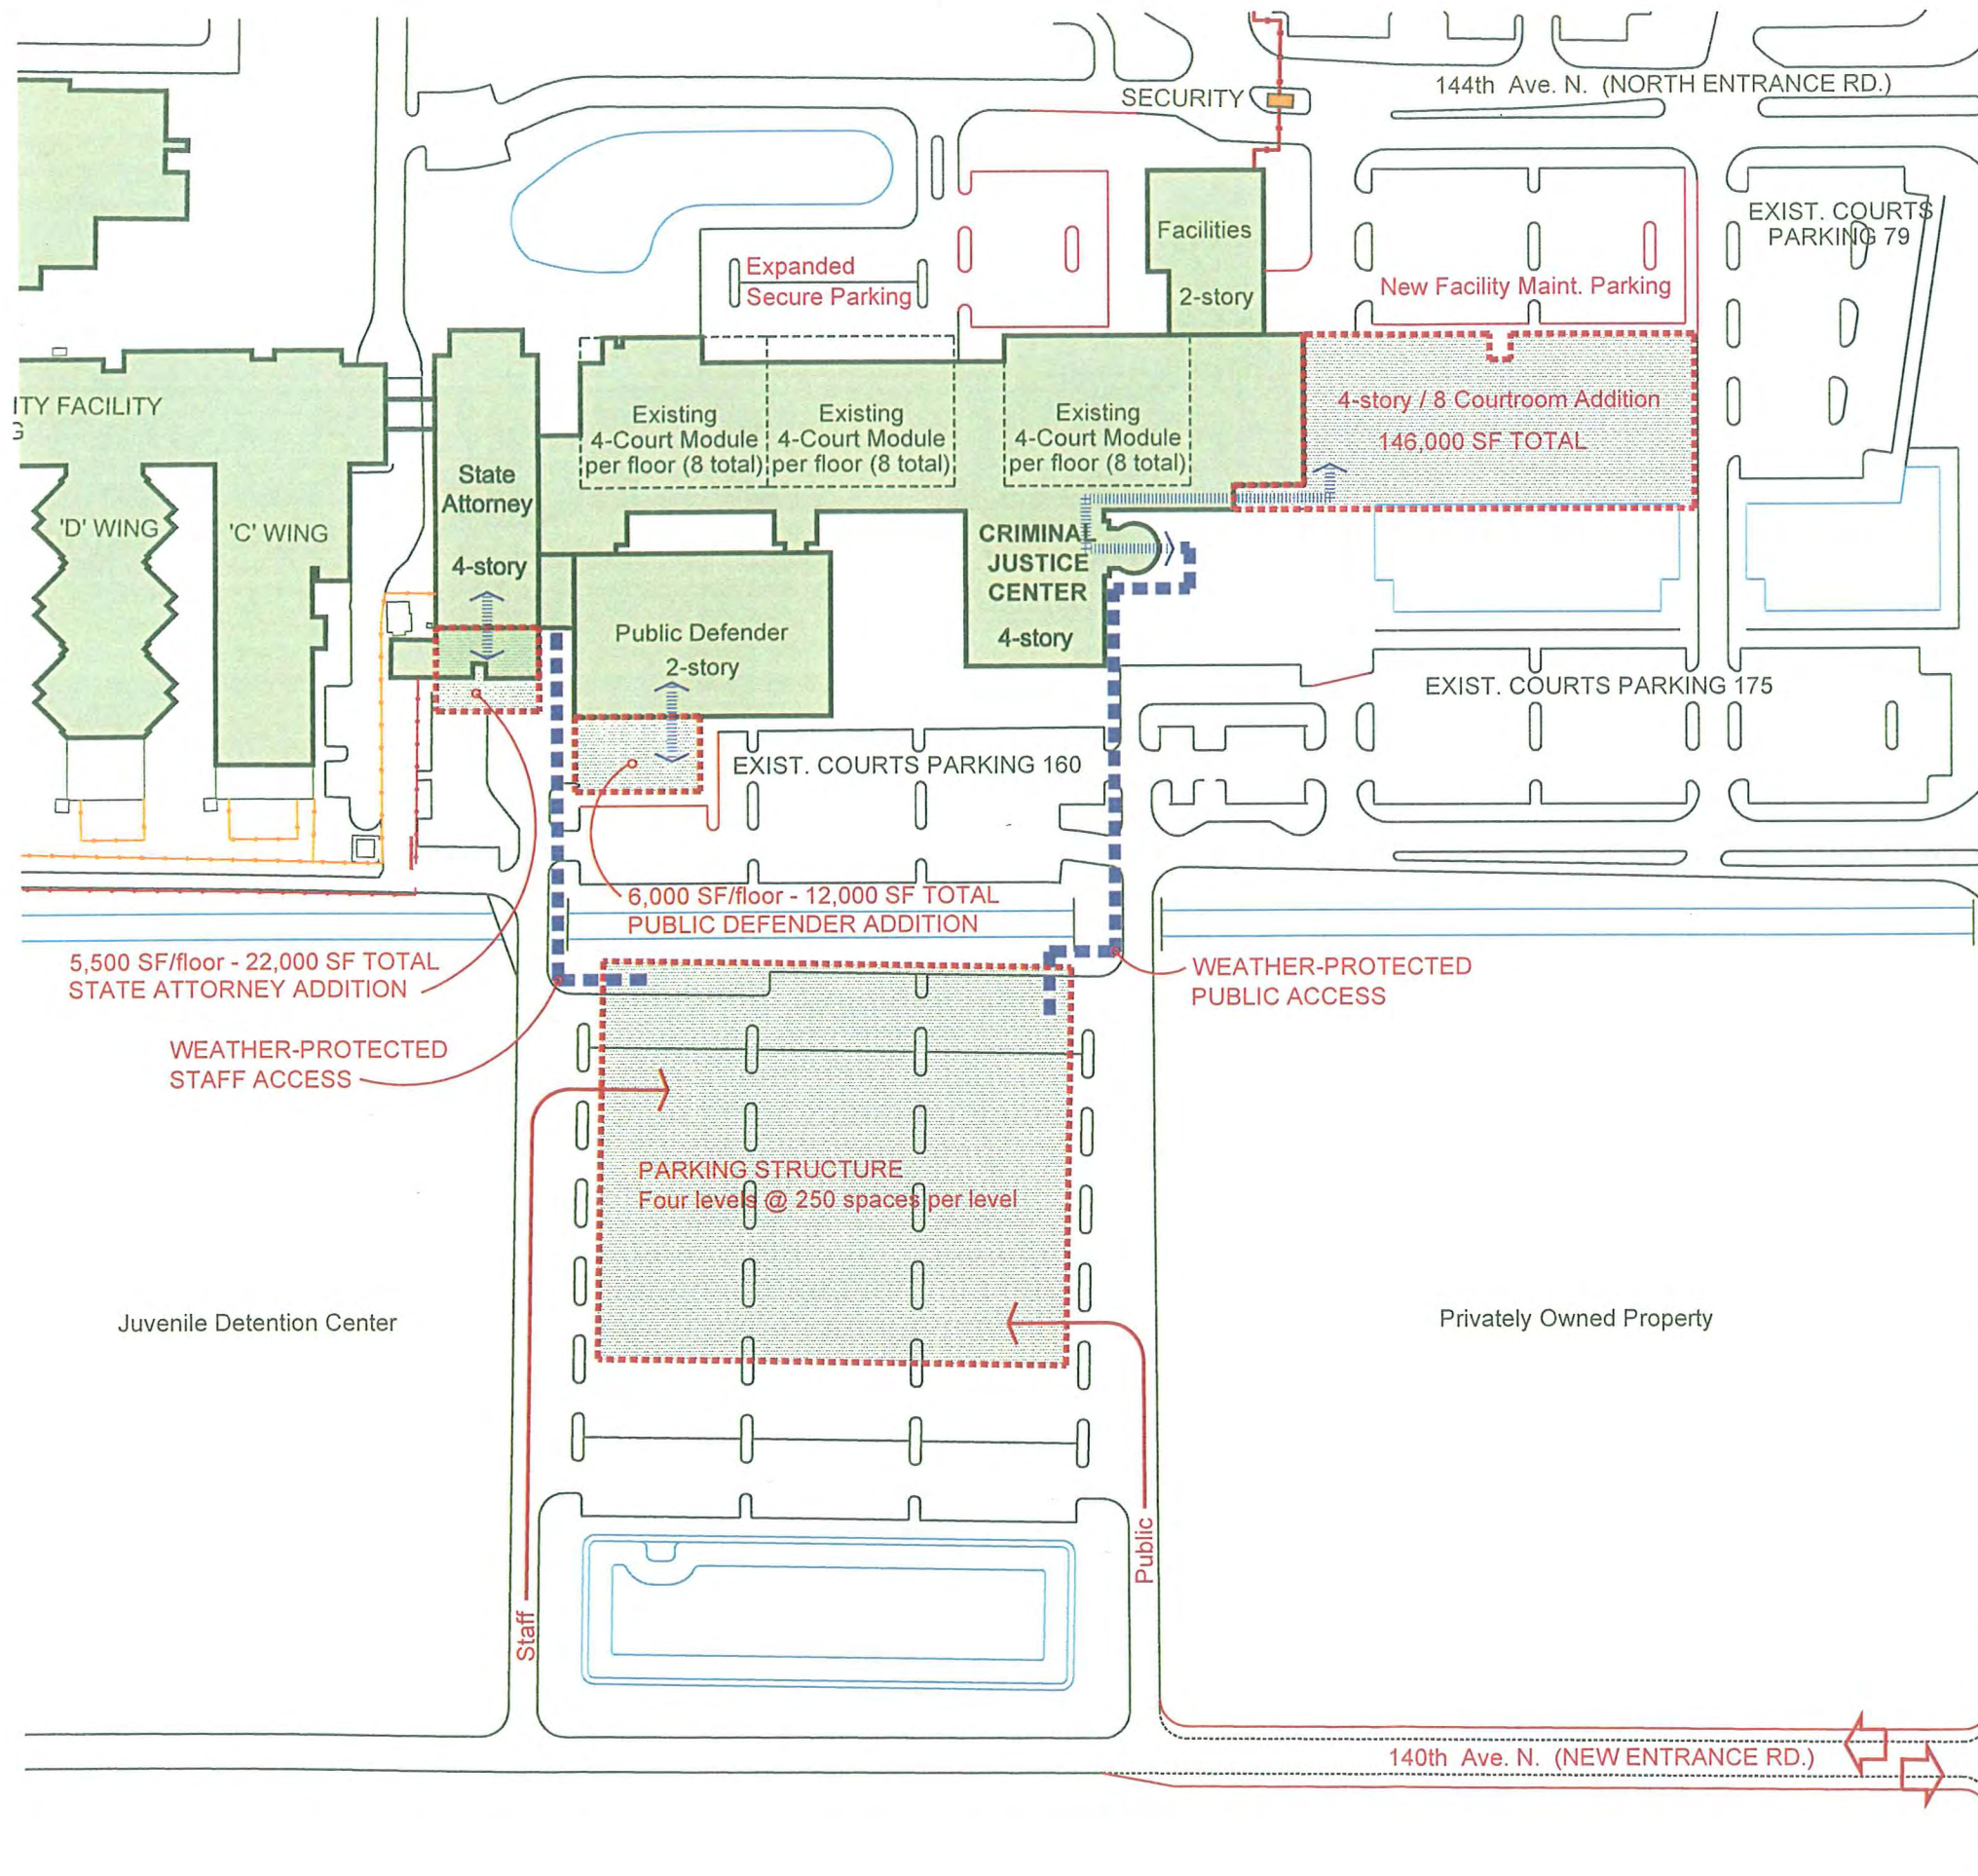 144th Ave. N. (NORTH ENTRANCE RD.)
SECURITY
EXIST. COURTS
PARKING 79
Facilities
2-story
Expanded
Secure Parking
New Facility Maint. Parking
ITY FACILITY
G
4-story / 8 Courtroom Addition
146,000 SF TOTAL
Existing
4-Court Module
per floor (8 total)
Existing
4-Court Module
per floor (8 total)
Existing
4-Court Module
per floor (8 total)
State
Attorney
4-story
'D' WING
'C' WING
CRIMINAL
JUSTICE
CENTER
4-story
Public Defender
2-story
EXIST. COURTS PARKING 175
EXIST. COURTS PARKING 160
6,000 SF/floor - 12,000 SF TOTAL
PUBLIC DEFENDER ADDITION
5,500 SF/floor - 22,000 SF TOTAL
STATE ATTORNEY ADDITION
WEATHER-PROTECTED
PUBLIC ACCESS
WEATHER-PROTECTED
STAFF ACCESS
PARKING STRUCTURE
Four levels @ 250 spaces per level
Juvenile Detention Center
Privately Owned Property
Public
Staff
140th Ave. N. (NEW ENTRANCE RD.)